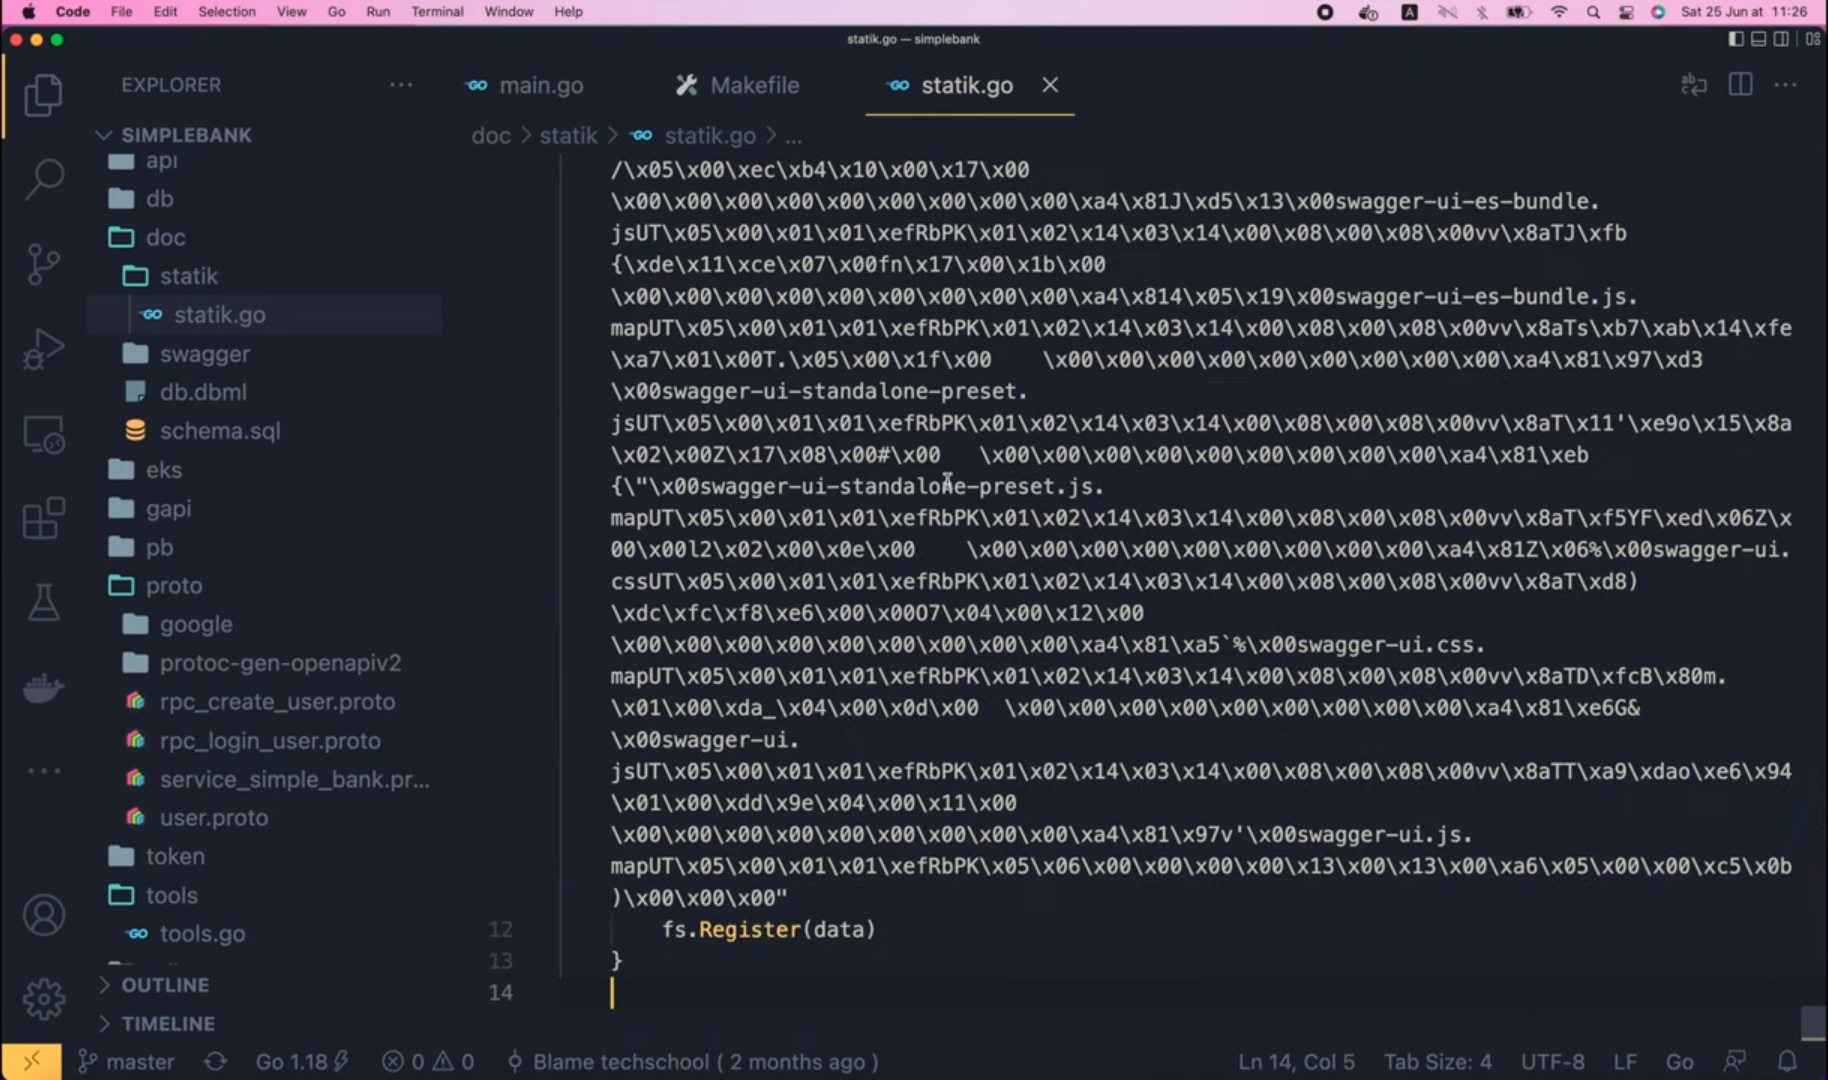 Code File Edit Selection View Go Run Terminal Window Help
A
Sat 25 Jun at 11:26
statik.go — simplebank
EXPLORER
main.go
Makefile
statik.go
SIMPLEBANK
doc > statik > statik.go > ...
api
db
doc
statik
statik.go
swagger
db.dbml
schema.sql
eks
gapi
pb
proto
google
protoc-gen-openapiv2
rpc_create_user.proto
rpc_login_user.proto
service_simple_bank.pr...
user.proto
token
tools
tools.go
OUTLINE
TIMELINE
/\x05\x00\xec\xb4\x10\x00\x17\x00
\x00\x00\x00\x00\x00\x00\x00\x00\x00\xa4\x81J\xd5\x13\x00swagger-ui-es-bundle.
jsUT\x05\x00\x01\x01\xefRbPK\x01\x02\x14\x03\x14\x00\x08\x00\x08\x00vv\x8aTJ\xfb
{\xde\x11\xce\x07\x00fn\x17\x00\x1b\x00
\x00\x00\x00\x00\x00\x00\x00\x00\x00\xa4\x814\x05\x19\x00swagger-ui-es-bundle.js.
mapUT\x05\x00\x01\x01\xefRbPK\x01\x02\x14\x03\x14\x00\x08\x00\x08\x00vv\x8aTs\xb7\xab\x14\xfe
\xa7\x01\x00T.\x05\x00\x1f\x00 \x00\x00\x00\x00\x00\x00\x00\x00\x00\xa4\x81\x97\xd3
\x00swagger-ui-standalone-preset.
jsUT\x05\x00\x01\x01\xefRbPK\x01\x02\x14\x03\x14\x00\x08\x00\x08\x00vv\x8aT\x11'\xe9o\x15\x8a
\x02\x00Z\x17\x08\x00#\x00 \x00\x00\x00\x00\x00\x00\x00\x00\x00\xa4\x81\xeb
{\"\x00swagger-ui-standalone-preset.js.
mapUT\x05\x00\x01\x01\xefRbPK\x01\x02\x14\x03\x14\x00\x08\x00\x08\x00vv\x8aT\xf5YF\xed\x06Z\x
00\x00l2\x02\x00\x0e\x00 \x00\x00\x00\x00\x00\x00\x00\x00\x00\xa4\x81Z\x06%\x00swagger-ui.
cssUT\x05\x00\x01\x01\xefRbPK\x01\x02\x14\x03\x14\x00\x08\x00\x08\x00vv\x8aT\xd8)
\xdc\xfc\xf8\xe6\x00\x00O7\x04\x00\x12\x00
\x00\x00\x00\x00\x00\x00\x00\x00\x00\xa4\x81\xa5`%\x00swagger-ui.css.
mapUT\x05\x00\x01\x01\xefRbPK\x01\x02\x14\x03\x14\x00\x08\x00\x08\x00vv\x8aTD\xfcB\x80m.
\x01\x00\xda_\x04\x00\x0d\x00 \x00\x00\x00\x00\x00\x00\x00\x00\x00\xa4\x81\xe6G&
\x00swagger-ui.
jsUT\x05\x00\x01\x01\xefRbPK\x01\x02\x14\x03\x14\x00\x08\x00\x08\x00vv\x8aTT\xa9\xdao\xe6\x94
\x01\x00\xdd\x9e\x04\x00\x11\x00
\x00\x00\x00\x00\x00\x00\x00\x00\x00\xa4\x81\x97v'\x00swagger-ui.js.
mapUT\x05\x00\x01\x01\xefRbPK\x05\x06\x00\x00\x00\x00\x13\x00\x13\x00\xa6\x05\x00\x00\xc5\x0b
)\x00\x00\x00"
12 fs.Register(data)
13 }
14
master Go 1.18 0 0 Blame techschool ( 2 months ago ) Ln 14, Col 5 Tab Size: 4 UTF-8 LF Go